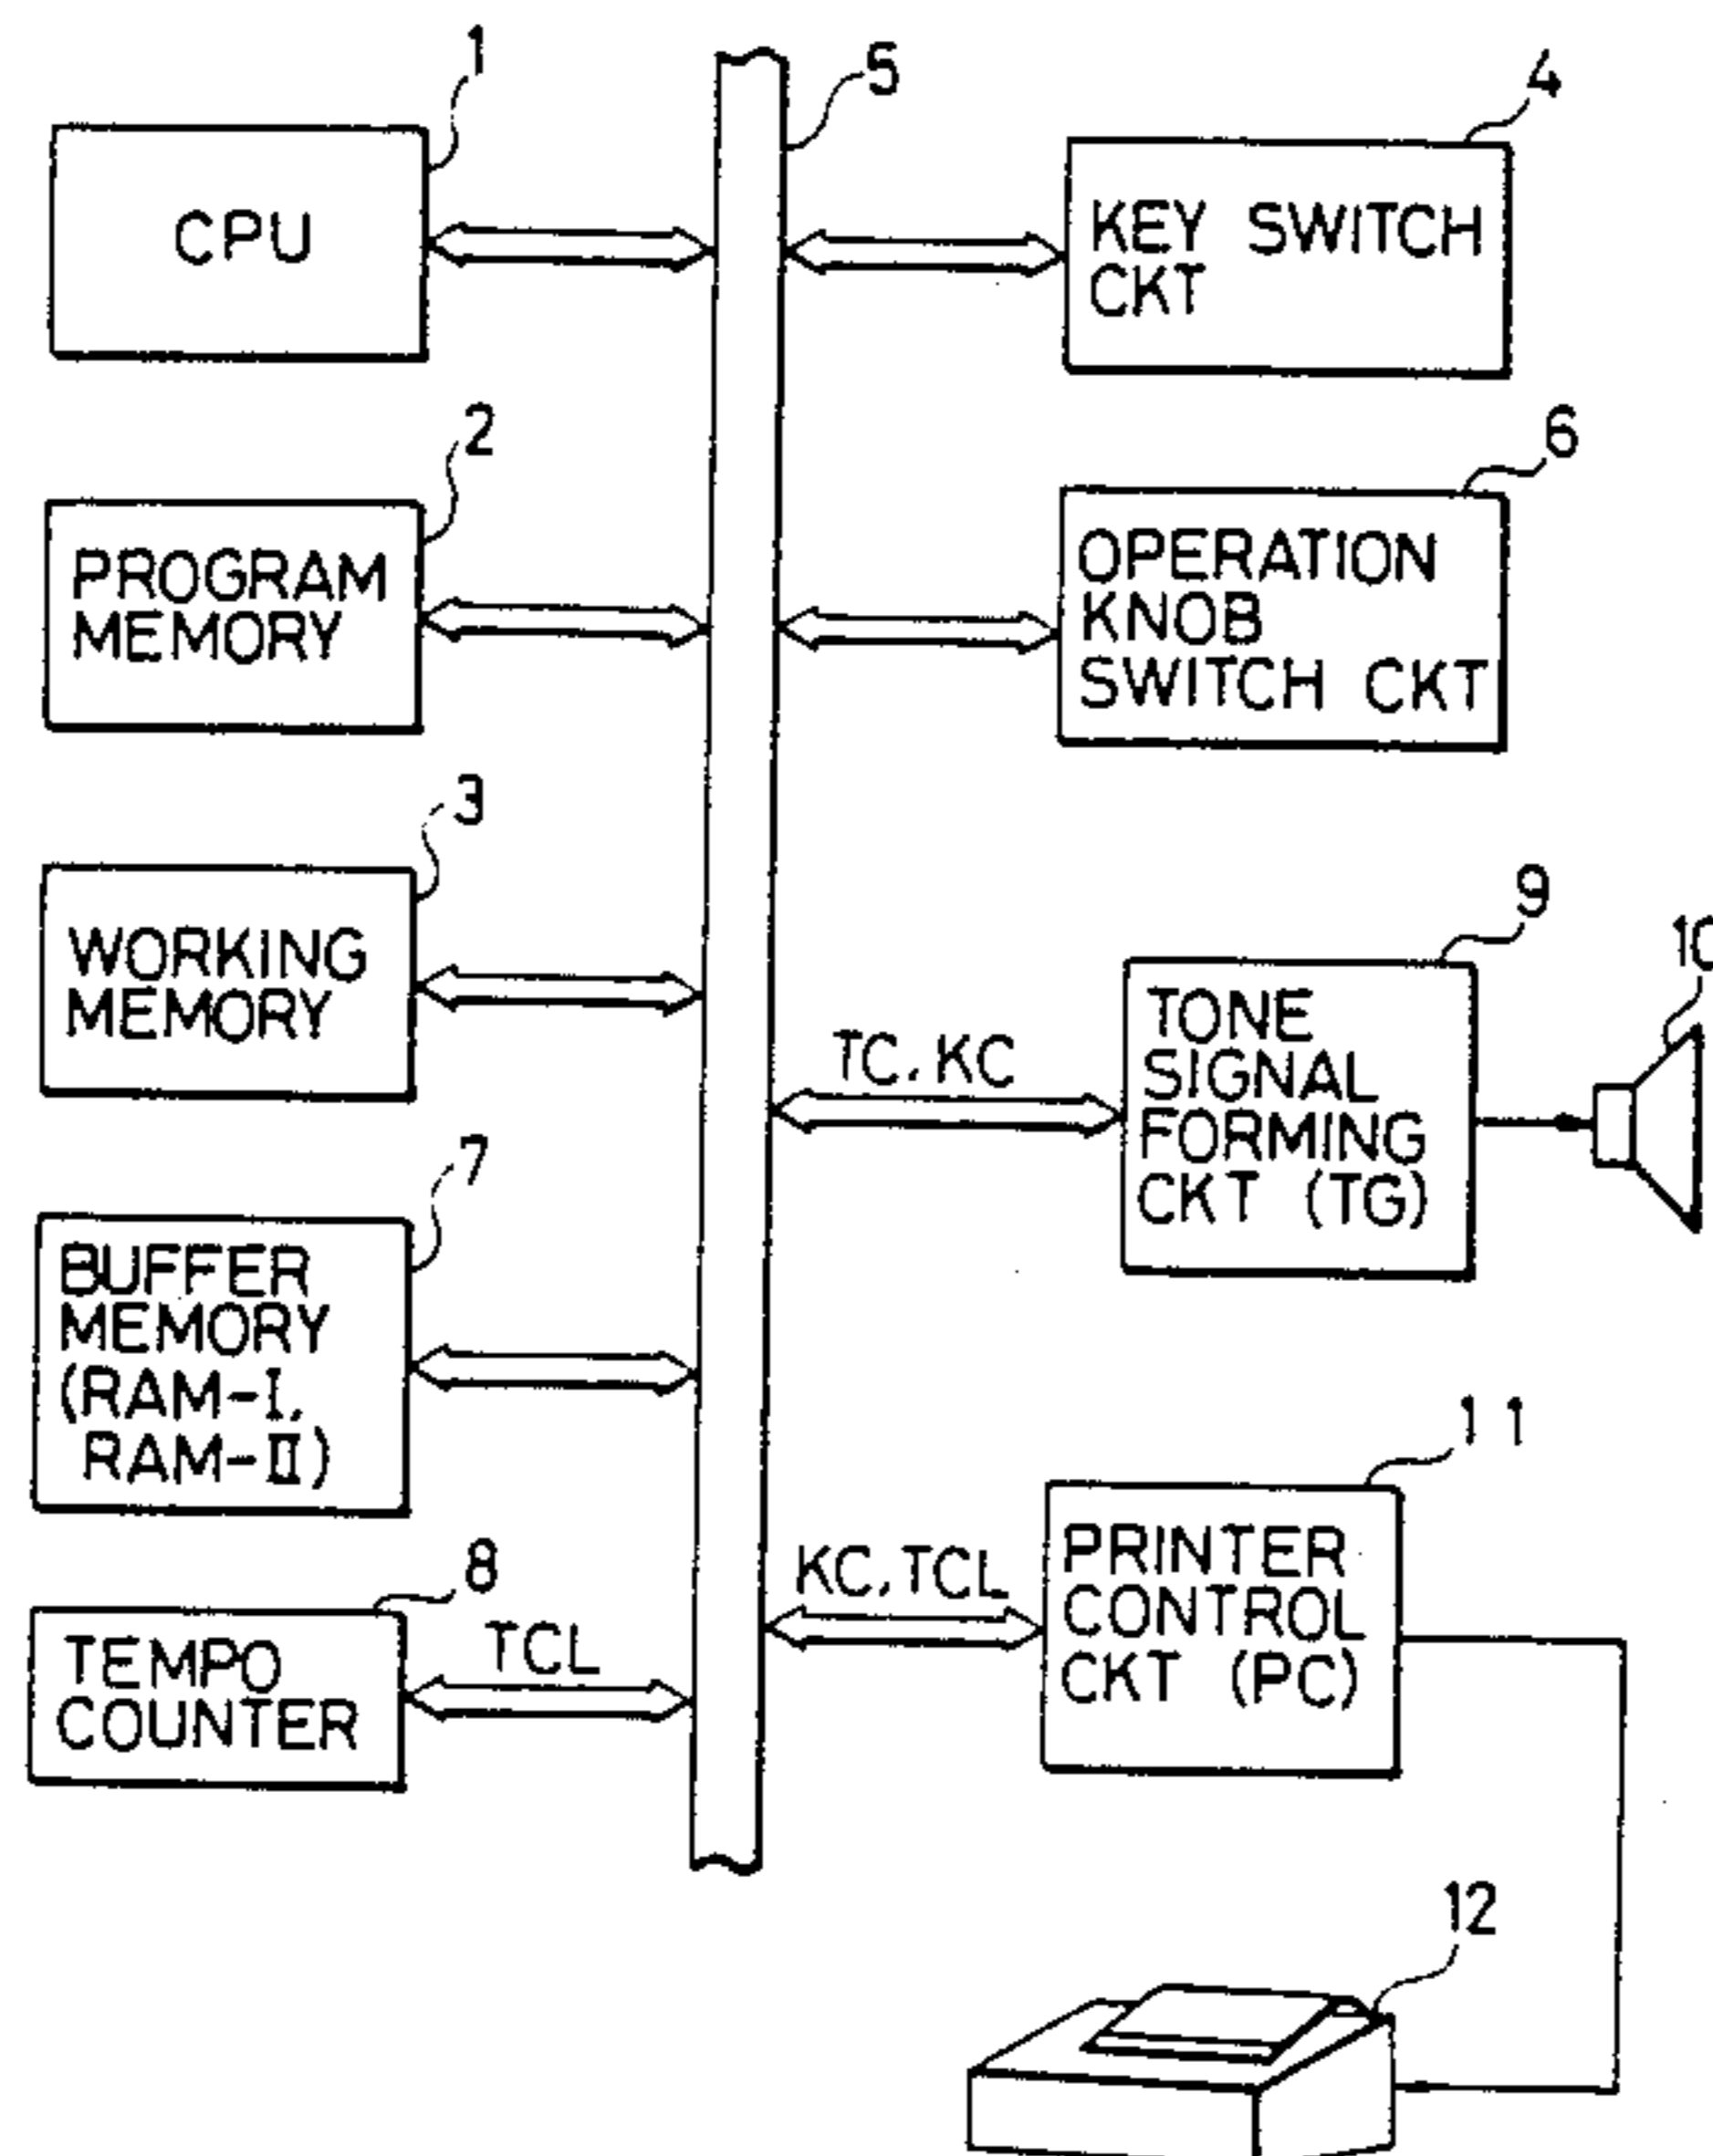 1
5
4
CPU
KEY SWITCH
CKT
2
6
PROGRAM
MEMORY
OPERATION
KNOB
SWITCH CKT
3
9
10
WORKING
MEMORY
TC, KC
TONE
SIGNAL
FORMING
CKT (TG)
7
BUFFER
MEMORY
(RAM-I,
RAM-II)
11
8
KC, TCL
PRINTER
CONTROL
CKT (PC)
TEMPO
COUNTER
TCL
12